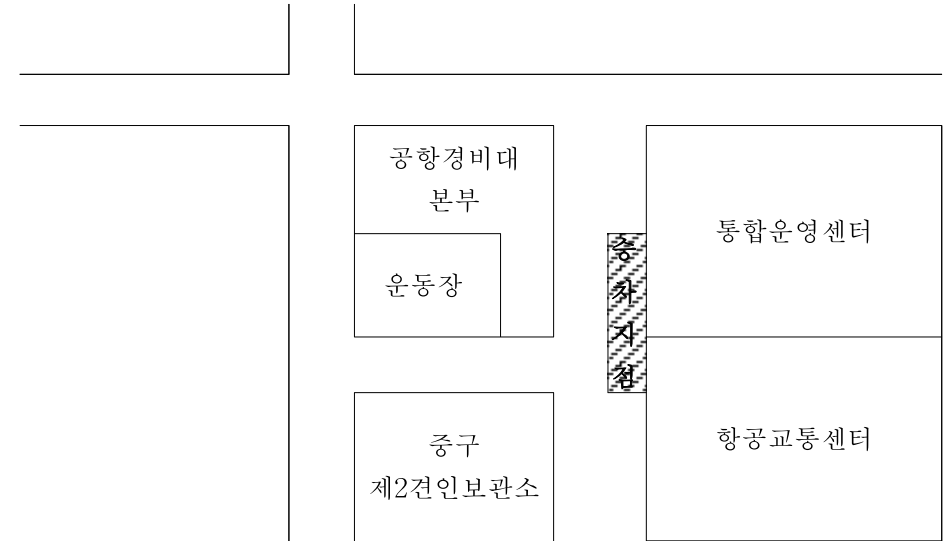 공항경비대
본부
통합운영센터
운동장
승
차
지
점
중구
제2견인보관소
항공교통센터